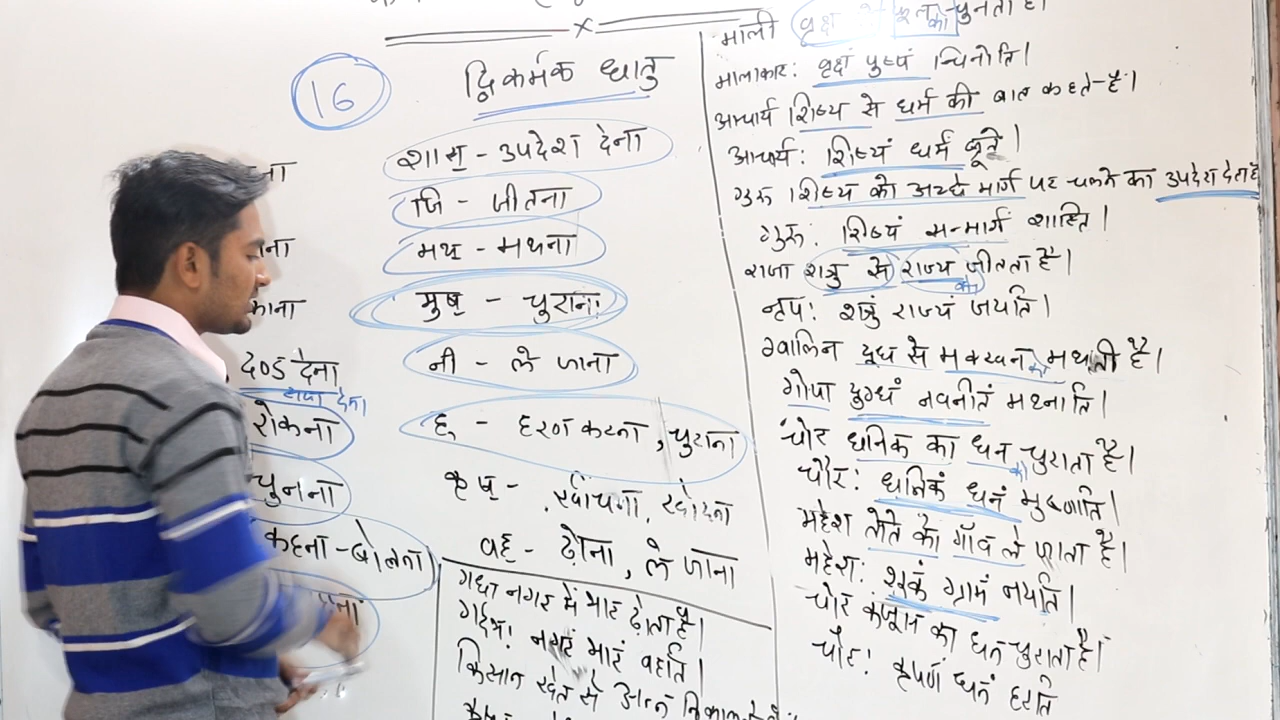 16
द्विकर्मक धातु
शास् - उपदेश देना
जि - जीतना
मथ् - मथना
मुष् - चुराना
नी - ले जाना
हृ - हरण करना, चुराना
कृष् - खींचना, खोदना
वह् - ढोना, ले जाना
ना
ाना
काना
दण्ड देना
सजा देना
रोकना
चुनना
कहना-बोलना
गधा नगर में भार ढोता है।
गर्दभः नगरं भारं वहति।
किसान खेत से अन्न
माली वृक्ष से फूल को चुनता है।
मालाकारः वृक्षं पुष्पं चिनोति।
आचार्य शिष्य से धर्म की बात कहते हैं।
आचार्यः शिष्यं धर्मं ब्रूते।
गुरु शिष्य को अच्छे मार्ग पर चलने का उपदेश देता है
गुरुः शिष्यं सन्मार्गं शास्ति।
राजा शत्रु से राज्य को जीतता है।
नृपः शत्रुं राज्यं जयति।
ग्वालिन दूध से मक्खन को मथती है।
गोपा दुग्धं नवनीतं मथ्नाति।
चोर धनिक का धन को चुराता है।
चौरः धनिकं धनं मुष्णाति।
महेश को गाँव ले जाता है।
महेशः ग्रामं नयति।
चोर कंजूस का धन चुराता है।
चौरः कृपणं धनं हरति